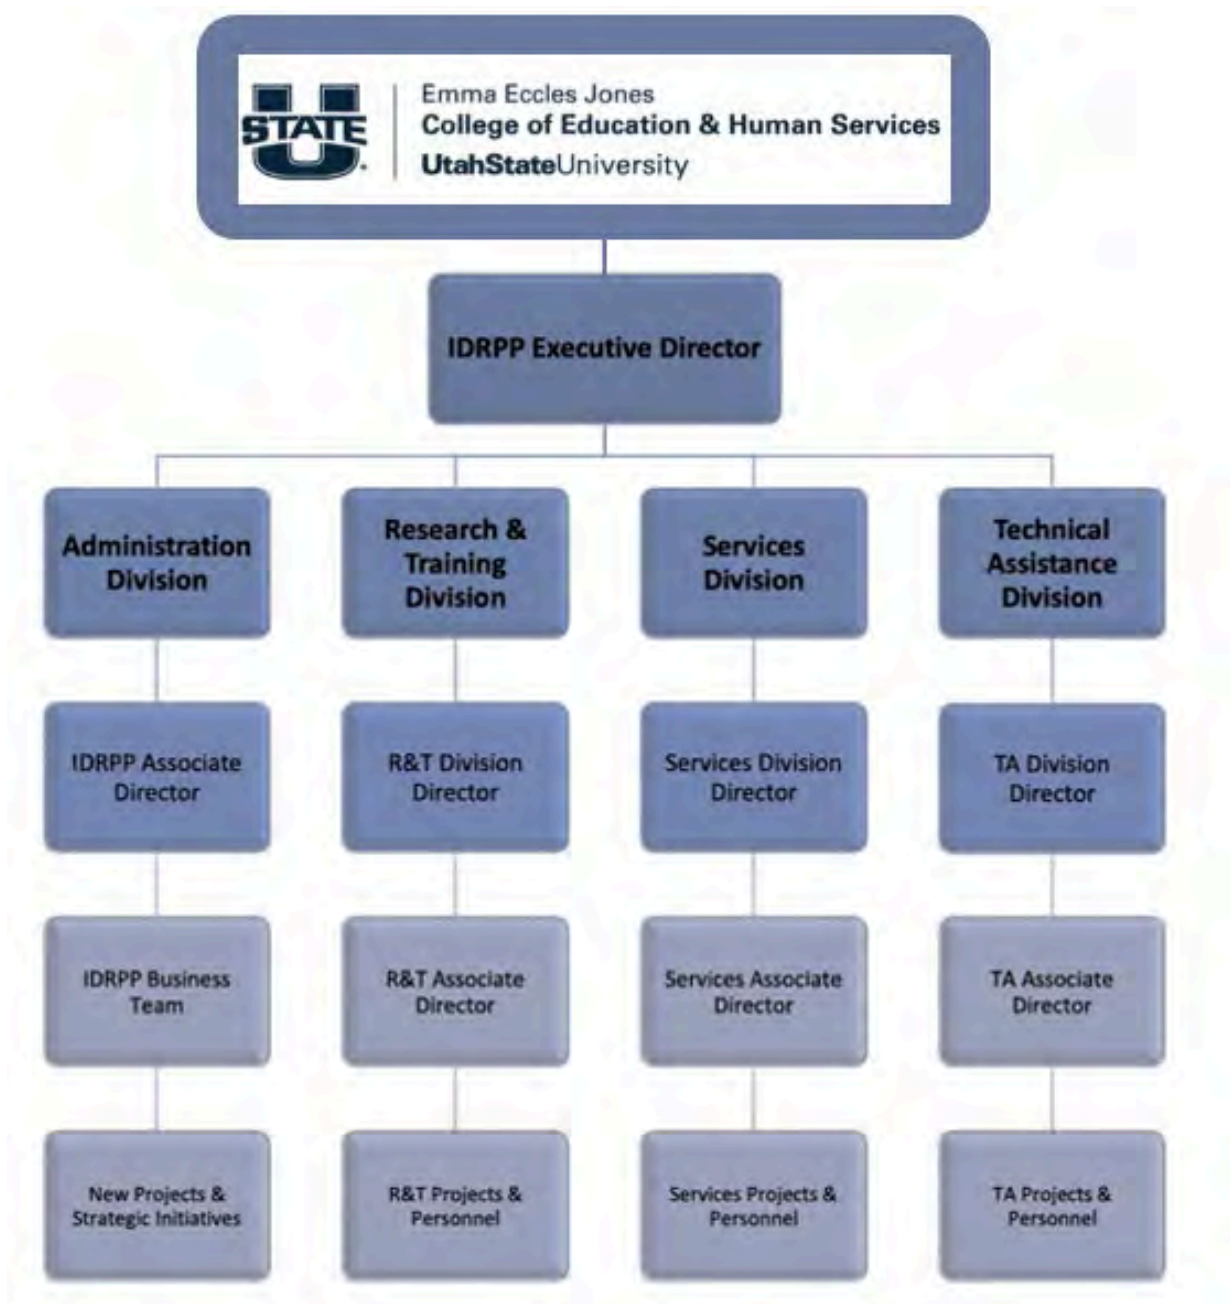 U
STATE
Emma Eccles Jones
College of Education & Human Services
UtahStateUniversity
IDRPP Executive Director
Administration
Division
Research &
Training
Division
Services
Division
Technical
Assistance
Division
IDRPP Associate
Director
R&T Division
Director
Services Division
Director
TA Division
Director
IDRPP Business
Team
R&T Associate
Director
Services Associate
Director
TA Associate
Director
New Projects &
Strategic Initiatives
R&T Projects &
Personnel
Services Projects &
Personnel
TA Projects &
Personnel